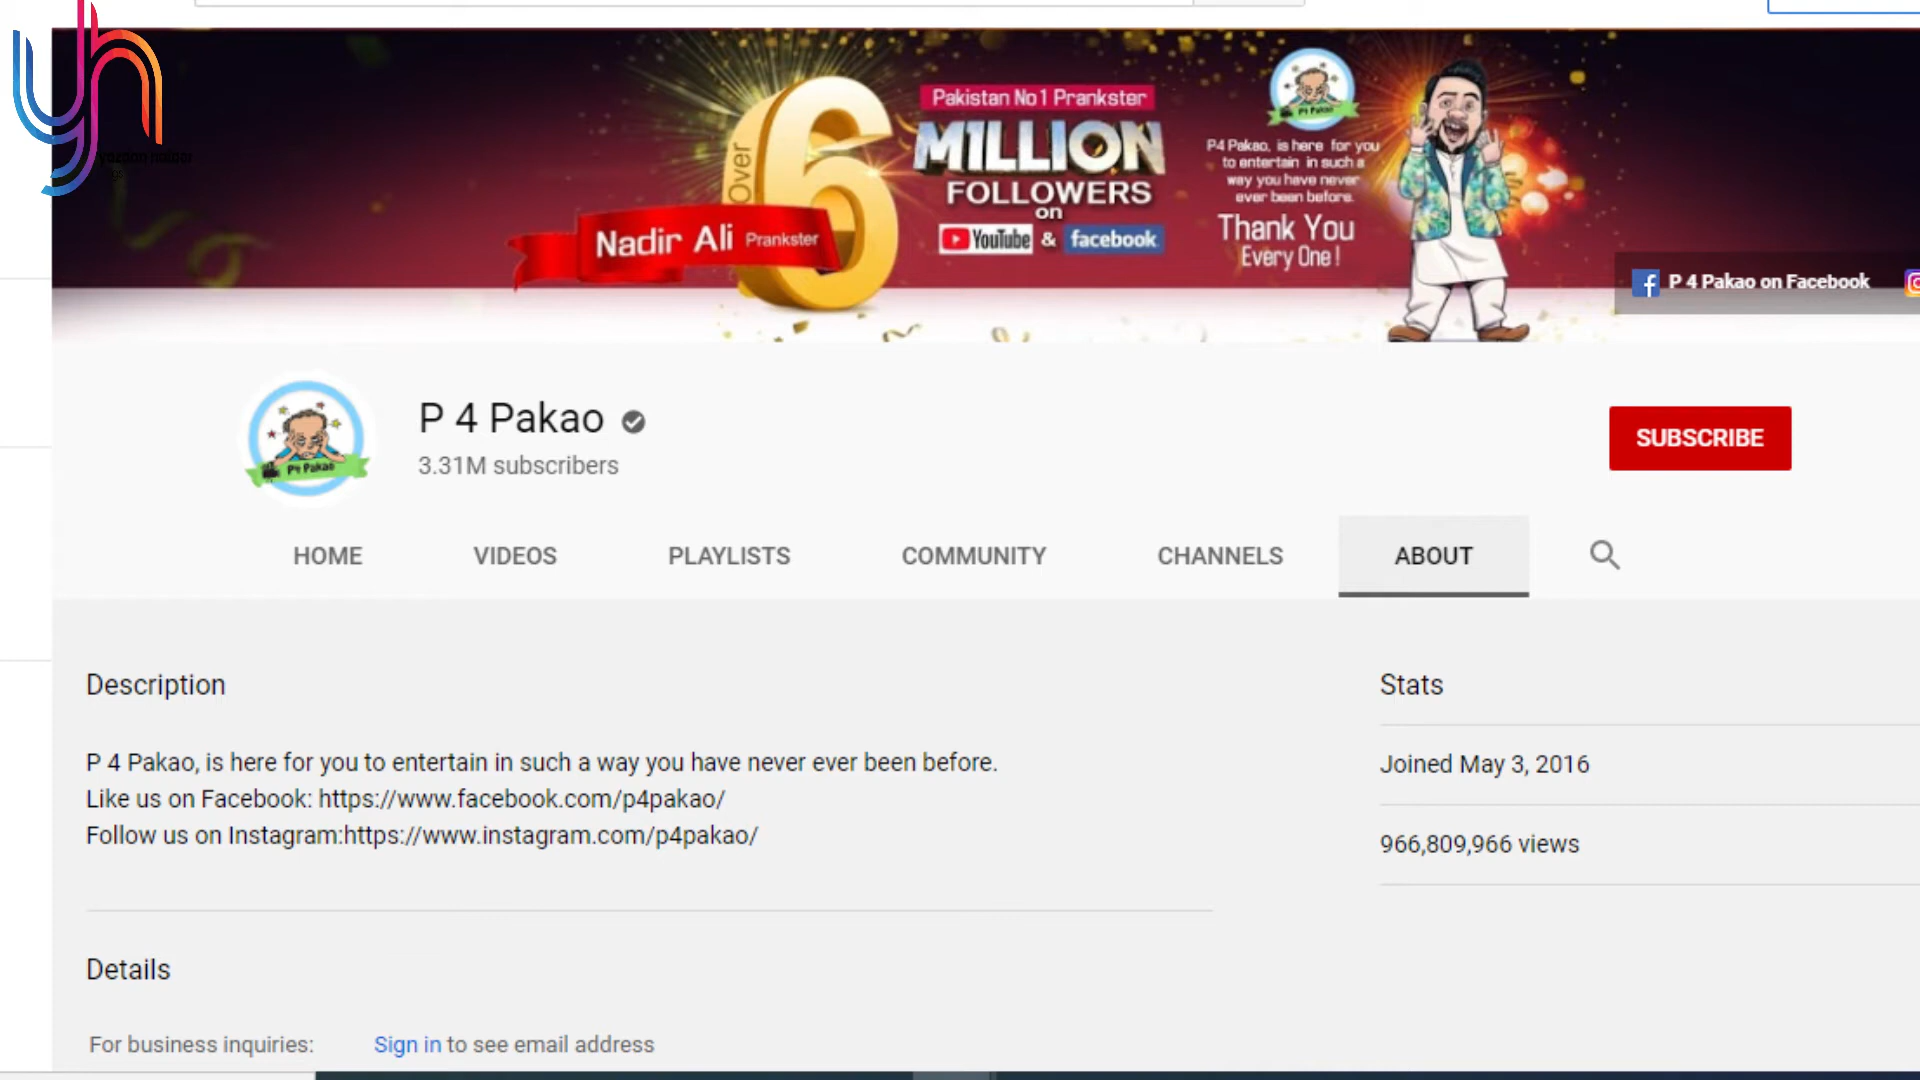 Over
6
Pakistan No1 Prankster
MILLION
FOLLOWERS
on
YouTube & facebook
Nadir Ali Prankster
P4 Pakao
P4 Pakao, is here for you
to entertain in such a
way you have never
ever been before.
Thank You
Every One!
P 4 Pakao on Facebook
P4 Pakao
P 4 Pakao
3.31M subscribers
SUBSCRIBE
HOME VIDEOS PLAYLISTS COMMUNITY CHANNELS ABOUT
Description
P 4 Pakao, is here for you to entertain in such a way you have never ever been before.
Like us on Facebook: https://www.facebook.com/p4pakao/
Follow us on Instagram:https://www.instagram.com/p4pakao/
Stats
Joined May 3, 2016
966,809,966 views
Details
For business inquiries: Sign in to see email address